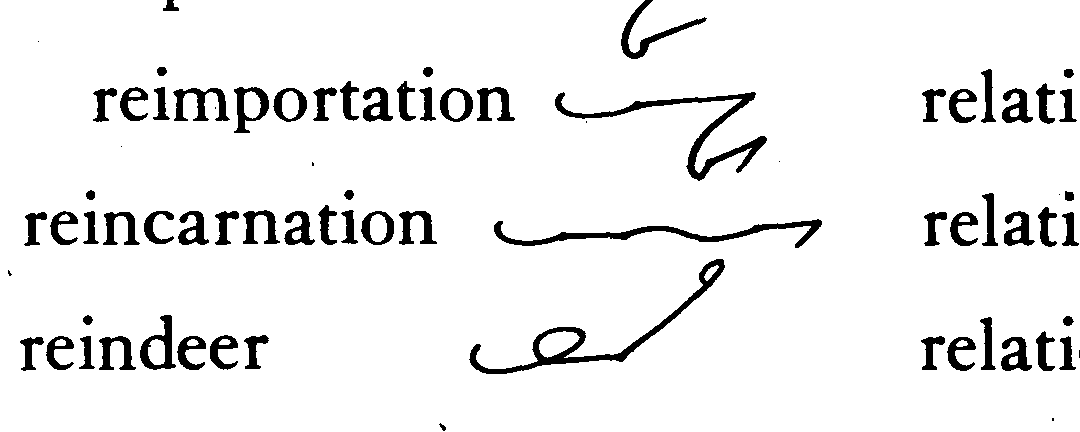 reimportation relati
reincarnation relati
reindeer relati